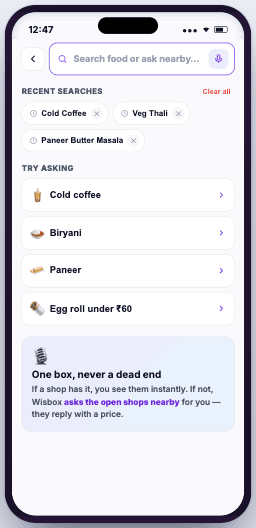 12:47
Search food or ask nearby...
RECENT SEARCHES
Clear all
Cold Coffee
Veg Thali
Paneer Butter Masala
TRY ASKING
Cold coffee
Biryani
Paneer
Egg roll under ₹60
One box, never a dead end
If a shop has it, you see them instantly. If not,
Wisbox asks the open shops nearby for you —
they reply with a price.